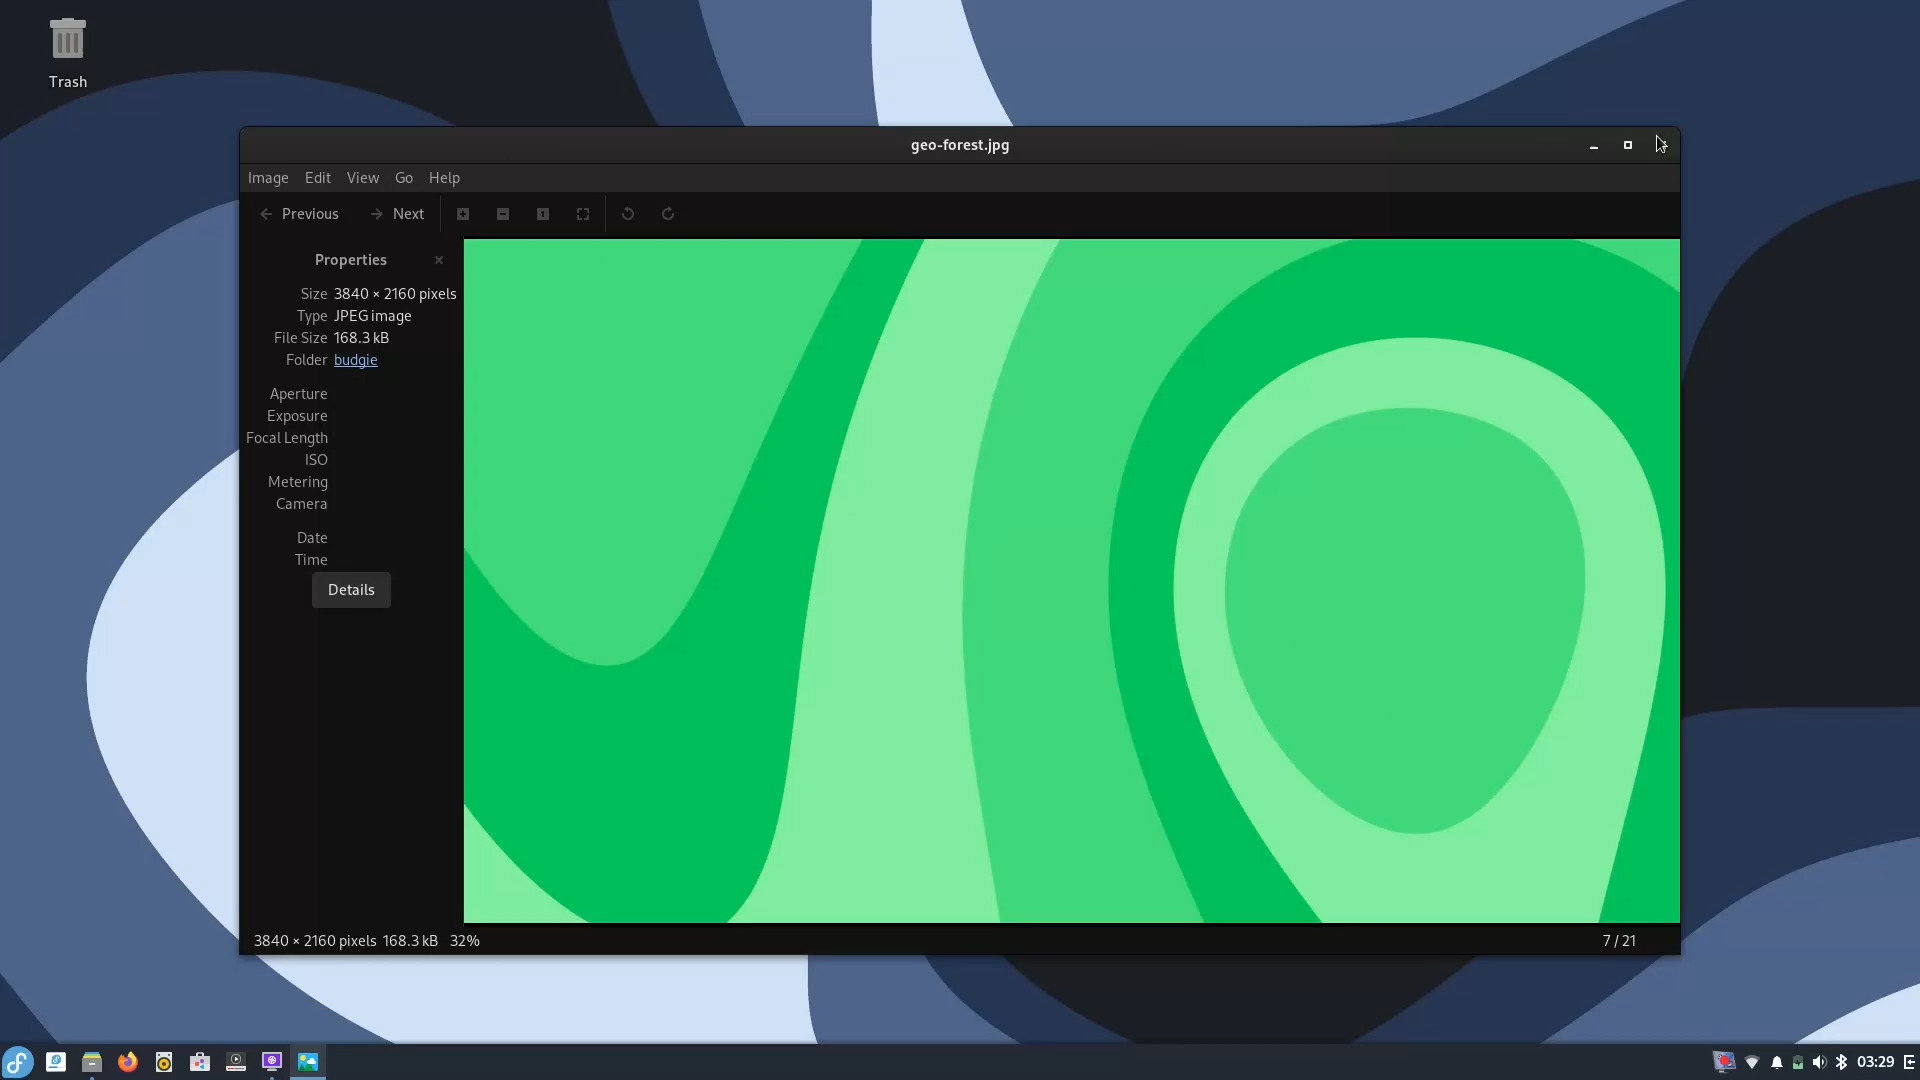 Trash
geo-forest.jpg
Image Edit View Go Help
Previous Next
Properties
Size 3840 × 2160 pixels
Type JPEG image
File Size 168.3 kB
Folder budgie
Aperture
Exposure
Focal Length
ISO
Metering
Camera
Date
Time
Details
3840 × 2160 pixels 168.3 kB 32%
7 / 21
03:29